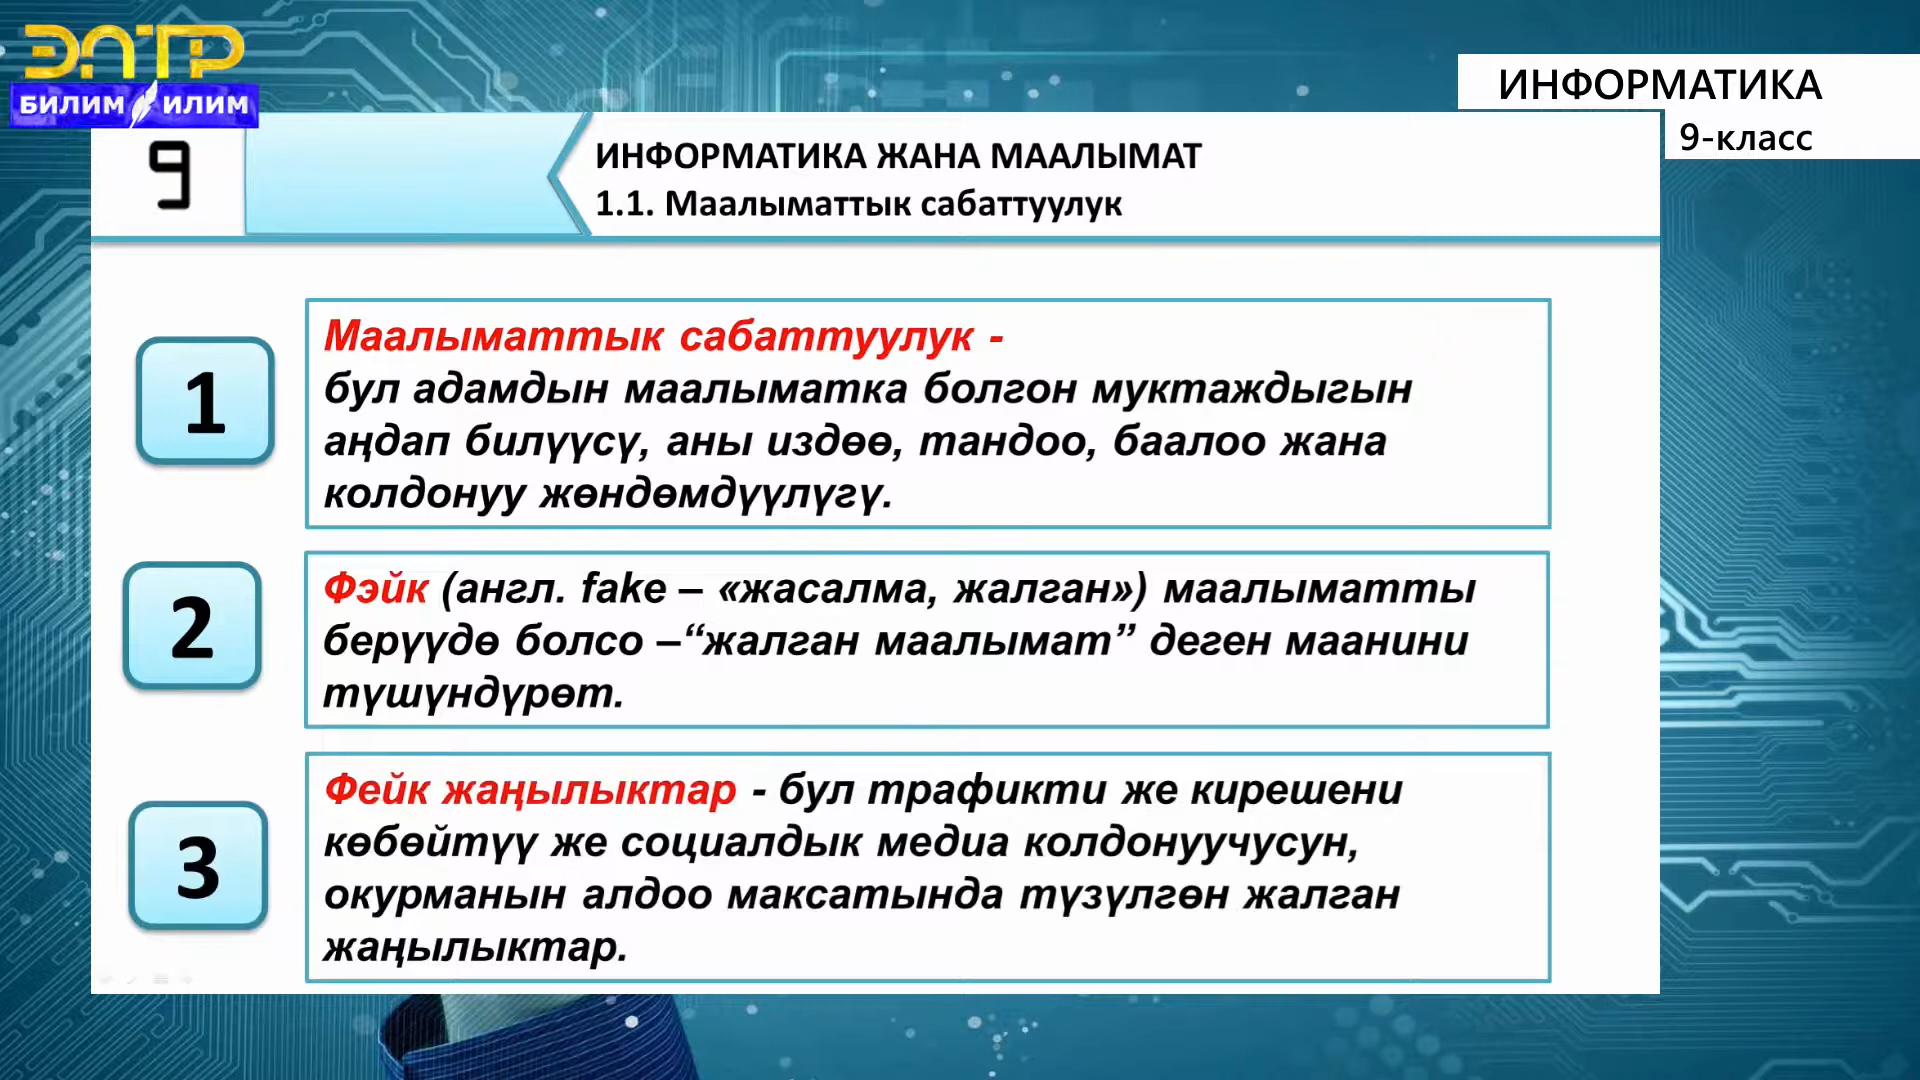 ЭЛТР
БИЛИМ ИЛИМ
ИНФОРМАТИКА
9-класс
9
ИНФОРМАТИКА ЖАНА МААЛЫМАТ
1.1. Маалыматтык сабаттуулук
1
Маалыматтык сабаттуулук -
бул адамдын маалыматка болгон муктаждыгын
аңдап билүүсү, аны издөө, тандоо, баалоо жана
колдонуу жөндөмдүүлүгү.
2
Фэйк (англ. fake – «жасалма, жалган») маалыматты
берүүдө болсо –“жалган маалымат” деген маанини
түшүндүрөт.
3
Фейк жаңылыктар - бул трафикти же кирешени
көбөйтүү же социалдык медиа колдонуучусун,
окурманын алдоо максатында түзүлгөн жалган
жаңылыктар.